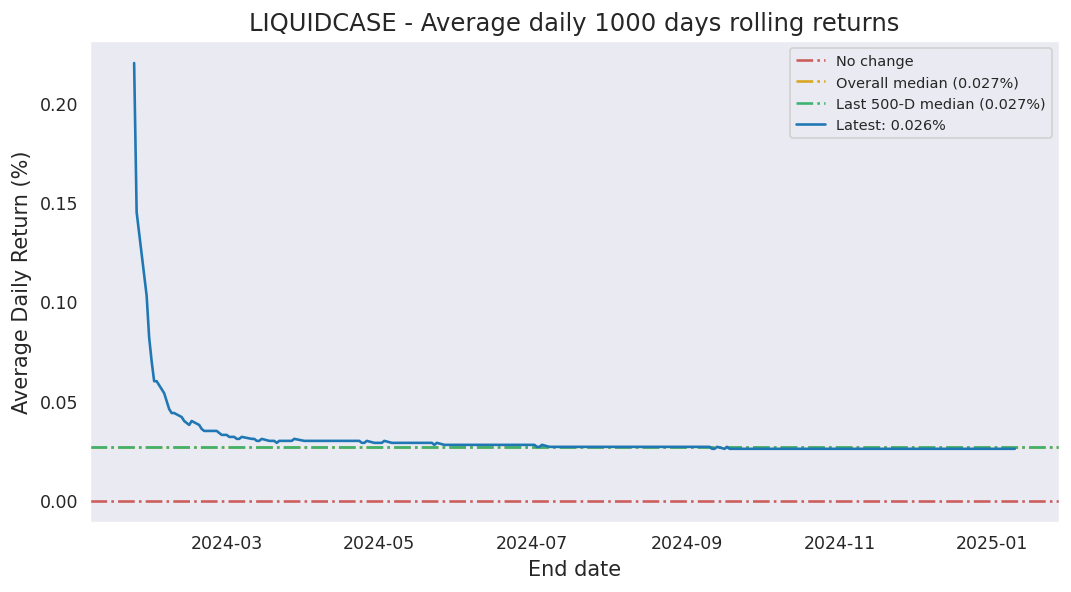 LIQUIDCASE - Average daily 1000 days rolling returns
No change
Overall median (0.027%)
Last 500-D median (0.027%)
Latest: 0.026%
Average Daily Return (%)
0.20
0.15
0.10
0.05
0.00
2024-03
2024-05
2024-07
2024-09
2024-11
2025-01
End date